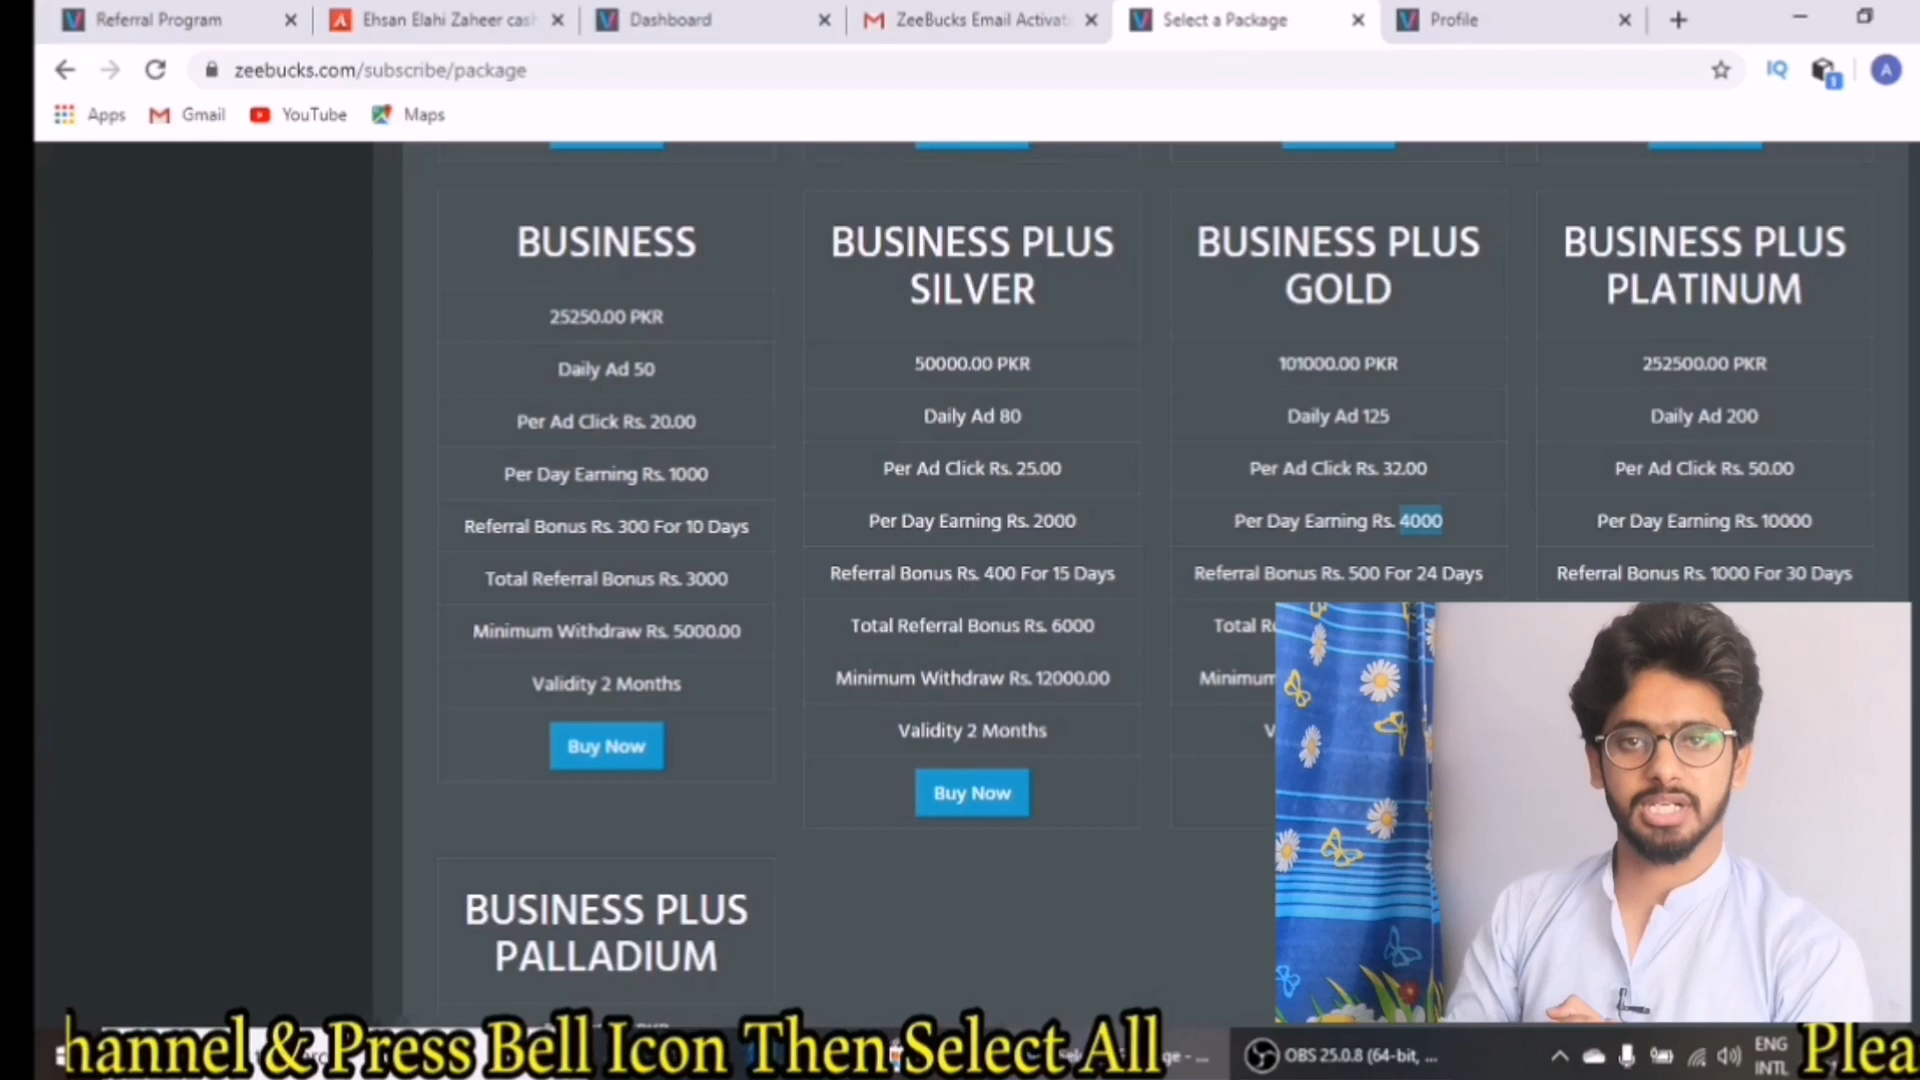 Referral Program
Ehsan Elahi Zaheer cash
Dashboard
ZeeBucks Email Activat
Select a Package
Profile
zeebucks.com/subscribe/package
IQ
1
A
Apps
Gmail
YouTube
Maps
BUSINESS
25250.00 PKR
Daily Ad 50
Per Ad Click Rs. 20.00
Per Day Earning Rs. 1000
Referral Bonus Rs. 300 For 10 Days
Total Referral Bonus Rs. 3000
Minimum Withdraw Rs. 5000.00
Validity 2 Months
Buy Now
BUSINESS PLUS
SILVER
50000.00 PKR
Daily Ad 80
Per Ad Click Rs. 25.00
Per Day Earning Rs. 2000
Referral Bonus Rs. 400 For 15 Days
Total Referral Bonus Rs. 6000
Minimum Withdraw Rs. 12000.00
Validity 2 Months
Buy Now
BUSINESS PLUS
GOLD
101000.00 PKR
Daily Ad 125
Per Ad Click Rs. 32.00
Per Day Earning Rs. 4000
Referral Bonus Rs. 500 For 24 Days
Total R
Minimum
V
BUSINESS PLUS
PLATINUM
252500.00 PKR
Daily Ad 200
Per Ad Click Rs. 50.00
Per Day Earning Rs. 10000
Referral Bonus Rs. 1000 For 30 Days
BUSINESS PLUS
PALLADIUM
hannel & Press Bell Icon Then Select All
OBS 25.0.8 (64-bit, ...
ENG
INTL
Plea